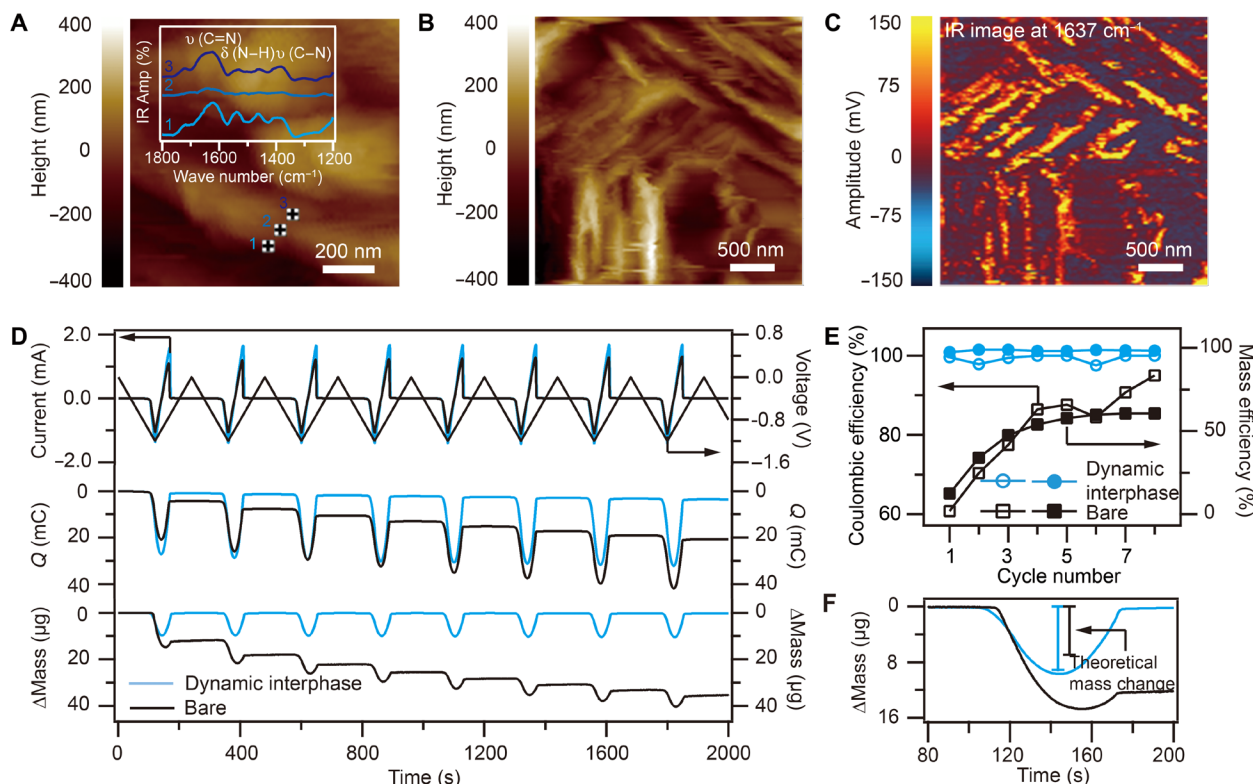 A
400
200
0
−200
−400
Height (nm)
υ (C=N)
δ (N−H) υ (C−N)
3
2
1
IR Amp (%)
1800 1600 1400 1200
Wave number (cm⁻¹)
3
2
1
200 nm
B
400
200
0
−200
−400
Height (nm)
500 nm
C
150
75
0
−75
−150
Amplitude (mV)
IR image at 1637 cm⁻¹
500 nm
D
2.0
0.0
−2.0
Current (mA)
0.8
0.0
−0.8
−1.6
Voltage (V)
0
20
40
Q (mC)
0
20
40
Q (mC)
0
20
40
ΔMass (µg)
0
20
40
ΔMass (µg)
Dynamic interphase
Bare
0 400 800 1200 1600 2000
Time (s)
E
100
80
60
Coulombic efficiency (%)
100
50
0
Mass efficiency (%)
Dynamic
interphase
Bare
1 3 5 7
Cycle number
F
0
8
16
ΔMass (µg)
Theoretical
mass change
80 120 160 200
Time (s)